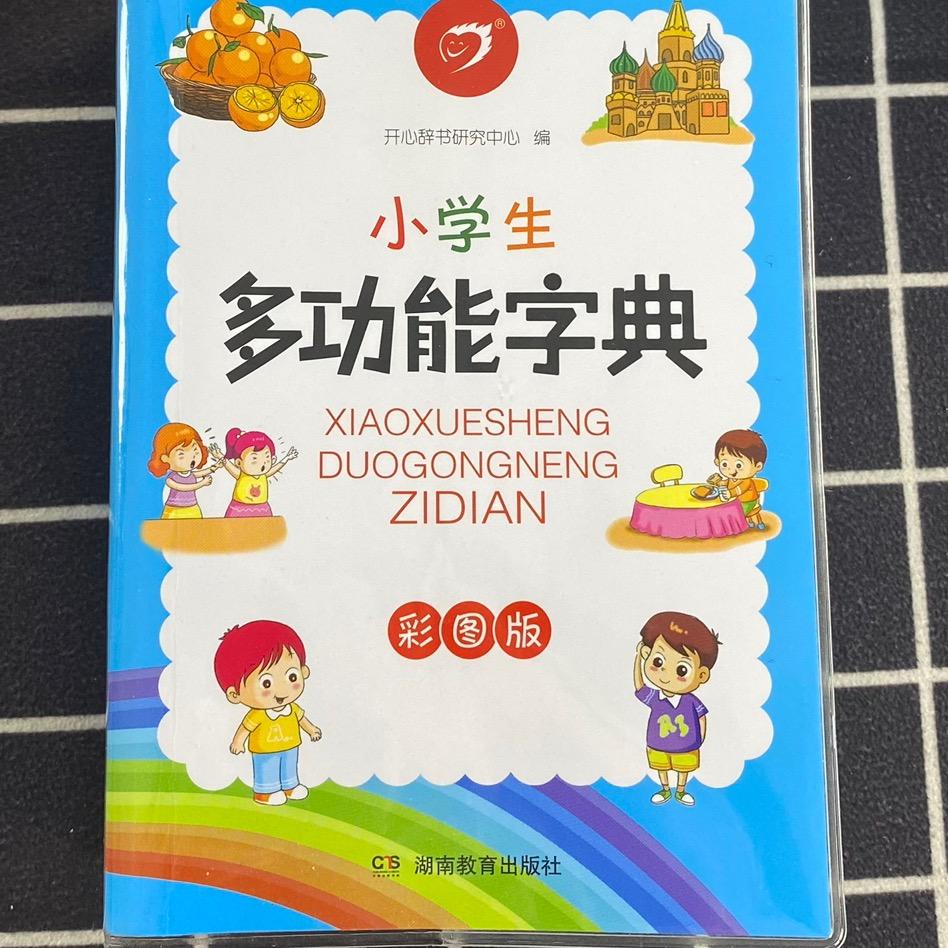 开心辞书研究中心 编
小学生
多功能字典
XIAOXUESHENG
DUOGONGNENG
ZIDIAN
彩图版
湖南教育出版社